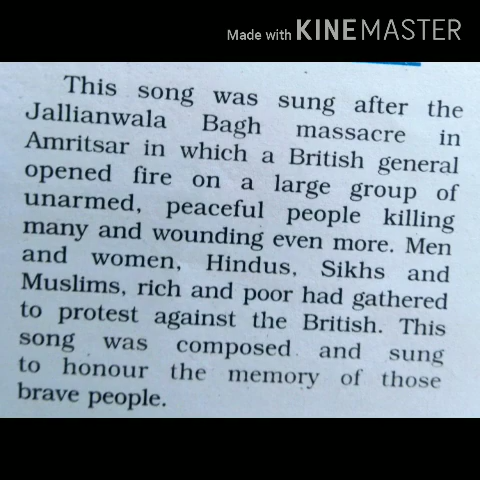 Made with KINEMASTER
This song was sung after the
Jallianwala Bagh massacre in
Amritsar in which a British general
opened fire on a large group of
unarmed, peaceful people killing
many and wounding even more. Men
and women, Hindus, Sikhs and
Muslims, rich and poor had gathered
to protest against the British. This
song was composed and sung
to honour the memory of those
brave people.